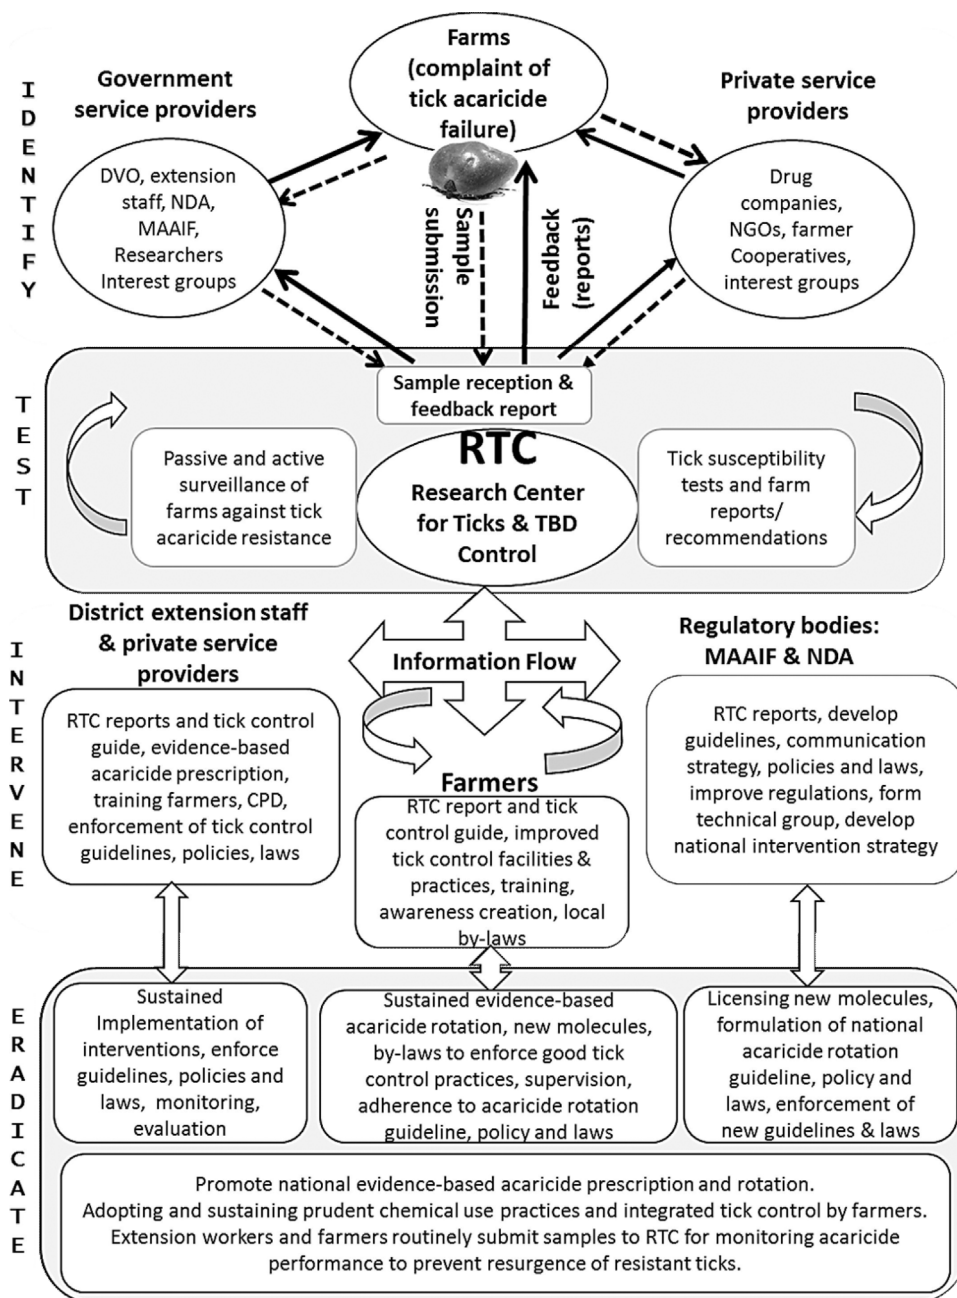 IDENTIFY
Farms
(complaint of
tick acaricide
failure)
Government
service providers
Private service
providers
DVO, extension
staff, NDA,
MAAIF,
Researchers
Interest groups
Drug
companies,
NGOs, farmer
Cooperatives,
interest groups
Sample
submission
Feedback
(reports)
TEST
Sample reception &
feedback report
RTC
Research Center
for Ticks & TBD
Control
Passive and active
surveillance of
farms against tick
acaricide resistance
Tick susceptibility
tests and farm
reports/
recommendations
INTERVENE
District extension staff
& private service
providers
Information Flow
Regulatory bodies:
MAAIF & NDA
RTC reports and tick control
guide, evidence-based
acaricide prescription,
training farmers, CPD,
enforcement of tick control
guidelines, policies, laws
Farmers
RTC report and tick
control guide, improved
tick control facilities &
practices, training,
awareness creation, local
by-laws
RTC reports, develop
guidelines, communication
strategy, policies and laws,
improve regulations, form
technical group, develop
national intervention strategy
ERADICATE
Sustained
Implementation of
interventions, enforce
guidelines, policies and
laws, monitoring,
evaluation
Sustained evidence-based
acaricide rotation, new molecules,
by-laws to enforce good tick
control practices, supervision,
adherence to acaricide rotation
guideline, policy and laws
Licensing new molecules,
formulation of national
acaricide rotation
guideline, policy and
laws, enforcement of
new guidelines & laws
Promote national evidence-based acaricide prescription and rotation.
Adopting and sustaining prudent chemical use practices and integrated tick control by farmers.
Extension workers and farmers routinely submit samples to RTC for monitoring acaricide
performance to prevent resurgence of resistant ticks.